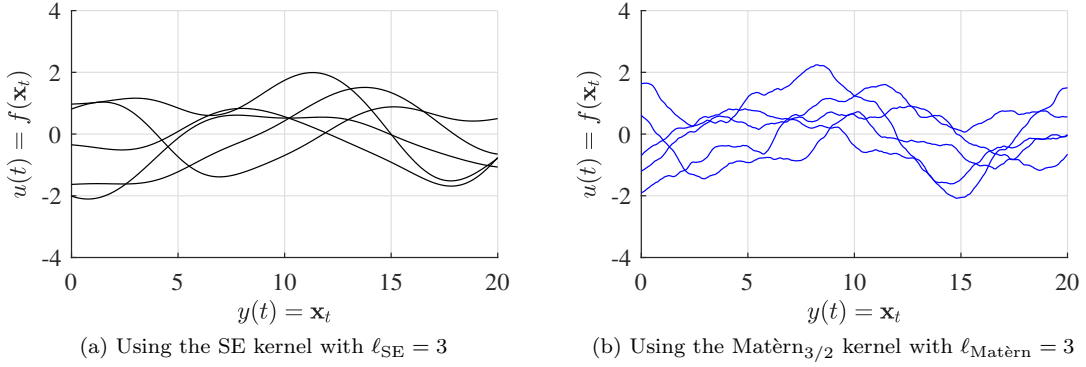 4
2
0
-2
-4
u(t) = f(x_t)
0 5 10 15 20
y(t) = x_t
(a) Using the SE kernel with ℓ_SE = 3
4
2
0
-2
-4
u(t) = f(x_t)
0 5 10 15 20
y(t) = x_t
(b) Using the Matèrn_3/2 kernel with ℓ_Matèrn = 3